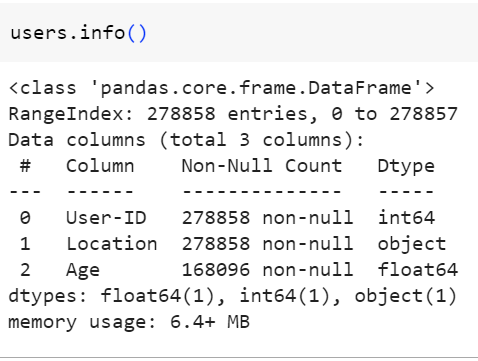 users.info()
<class 'pandas.core.frame.DataFrame'>
RangeIndex: 278858 entries, 0 to 278857
Data columns (total 3 columns):
 #   Column    Non-Null Count   Dtype
---  ------    --------------   -----
 0   User-ID   278858 non-null  int64
 1   Location  278858 non-null  object
 2   Age       168096 non-null  float64
dtypes: float64(1), int64(1), object(1)
memory usage: 6.4+ MB